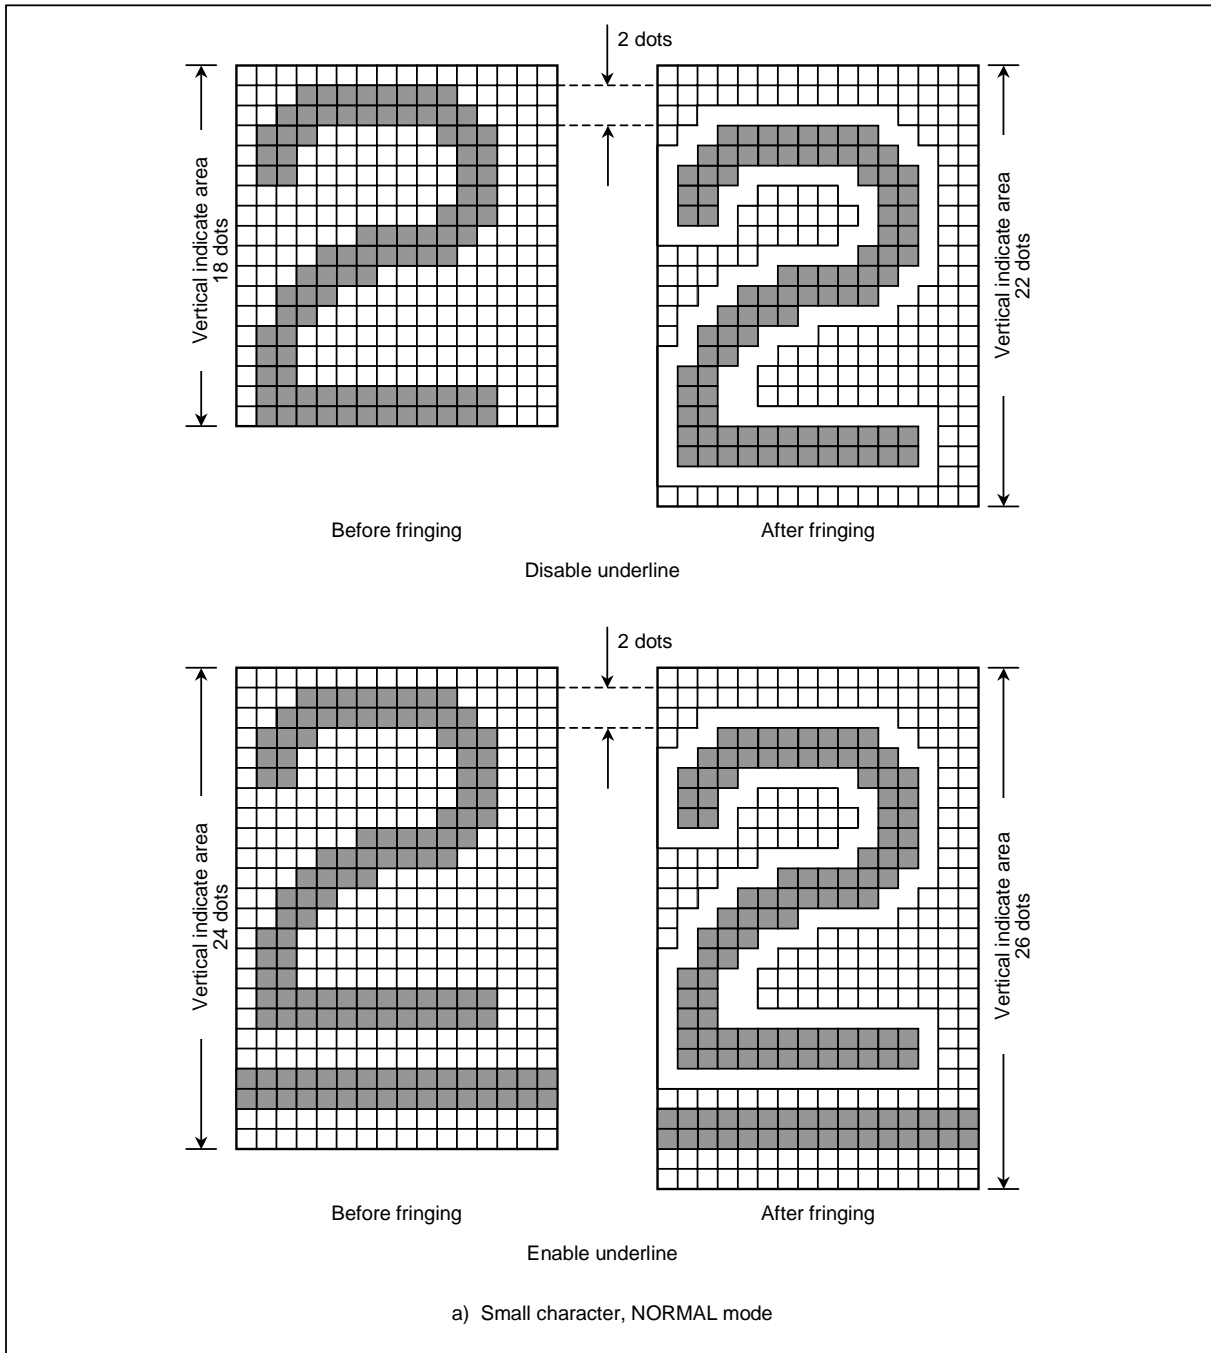 2 dots
Vertical indicate area
18 dots
Vertical indicate area
22 dots
Before fringing
After fringing
Disable underline
2 dots
Vertical indicate area
24 dots
Vertical indicate area
26 dots
Before fringing
After fringing
Enable underline
a) Small character, NORMAL mode